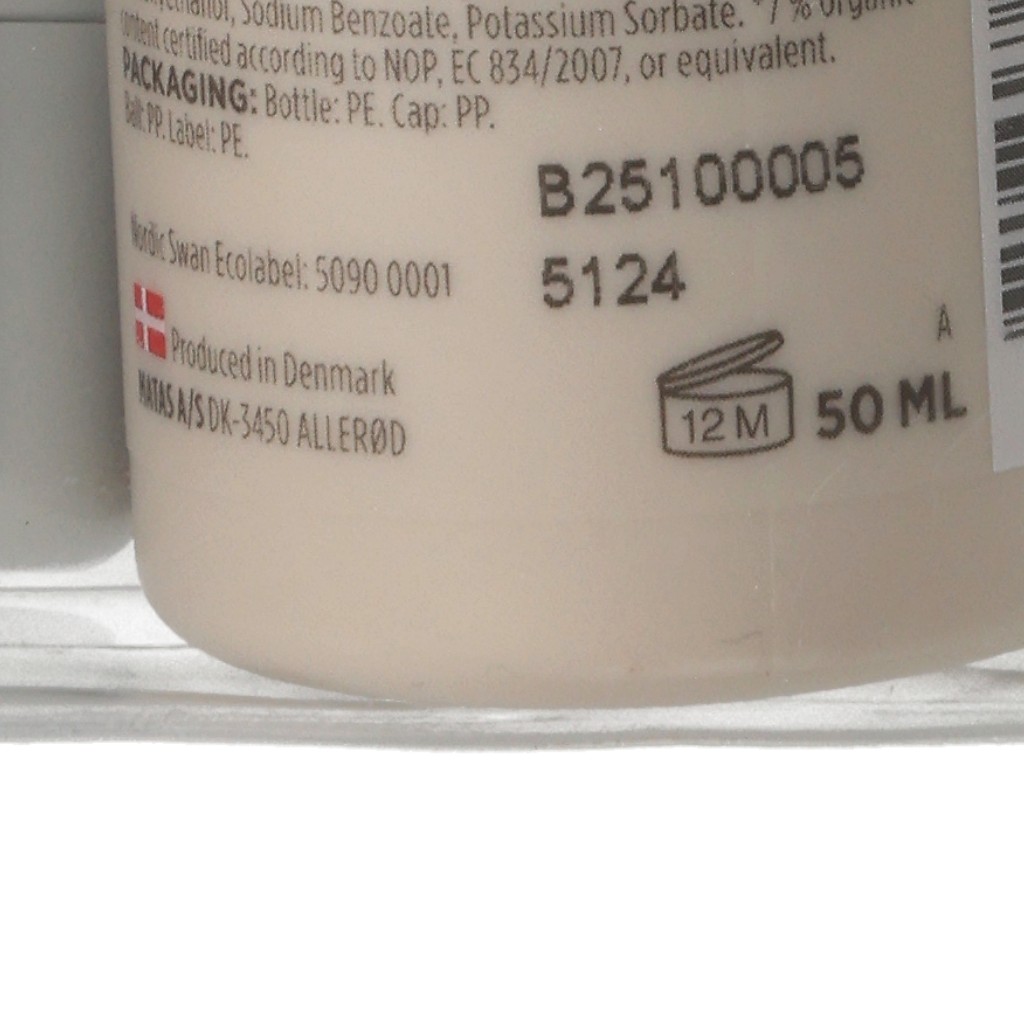 Sodium Benzoate, Potassium Sorbate.
content certified according to NOP, EC 834/2007, or equivalent.
PACKAGING: Bottle: PE. Cap: PP.
Ball: PP. Label: PE.
B25100005
Nordic Swan Ecolabel: 5090 0001
5124
A
Produced in Denmark
12 M
50 ML
MATAS A/S DK-3450 ALLERØD